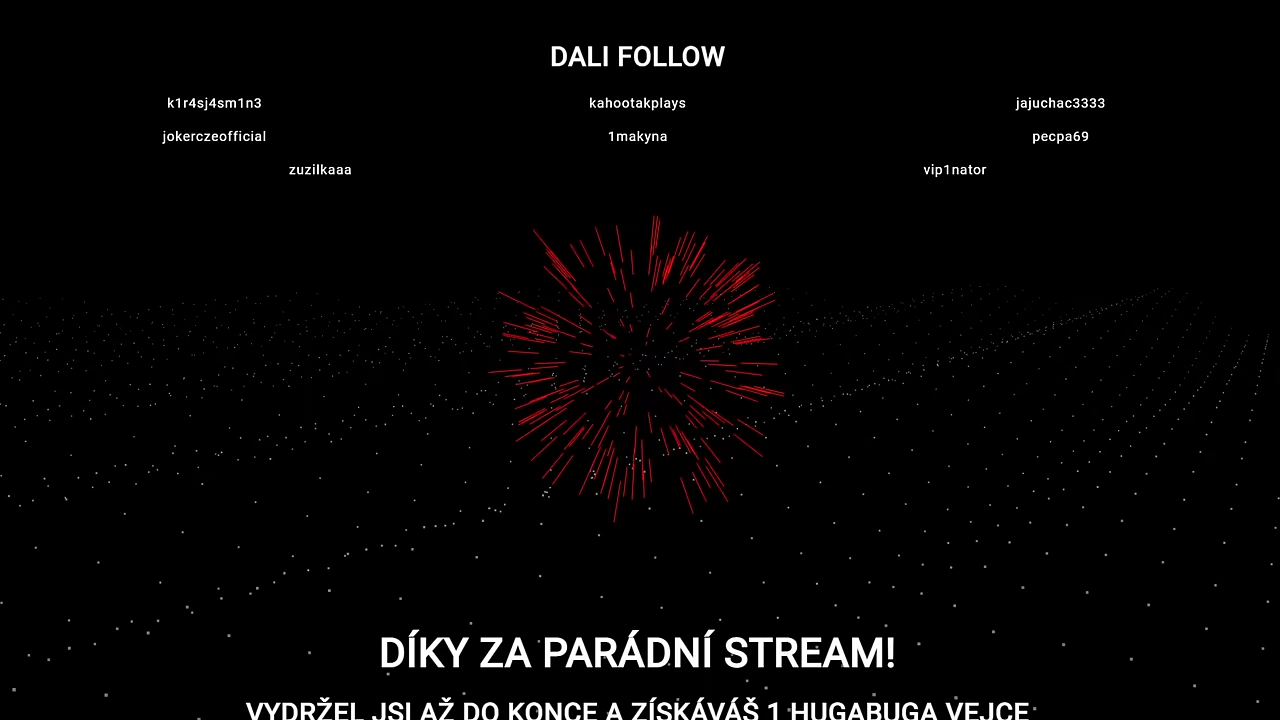 DALI FOLLOW
k1r4sj4sm1n3 kahootakplays jajuchac3333
jokerczeofficial 1makyna pecpa69
zuzilkaaa vip1nator
DÍKY ZA PARÁDNÍ STREAM!
VYDRŽEL JSI AŽ DO KONCE A ZÍSKÁVÁŠ 1 HUGABUGA VEJCE